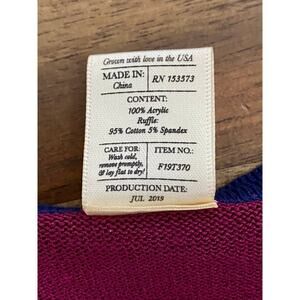 Grown with love in the USA
MADE IN:
China
RN 153573
CONTENT:
100% Acrylic
Ruffle:
95% Cotton 5% Spandex
CARE FOR:
Wash cold,
remove promptly,
& lay flat to dry!
ITEM NO.:
F19T370
PRODUCTION DATE:
JUL 2019